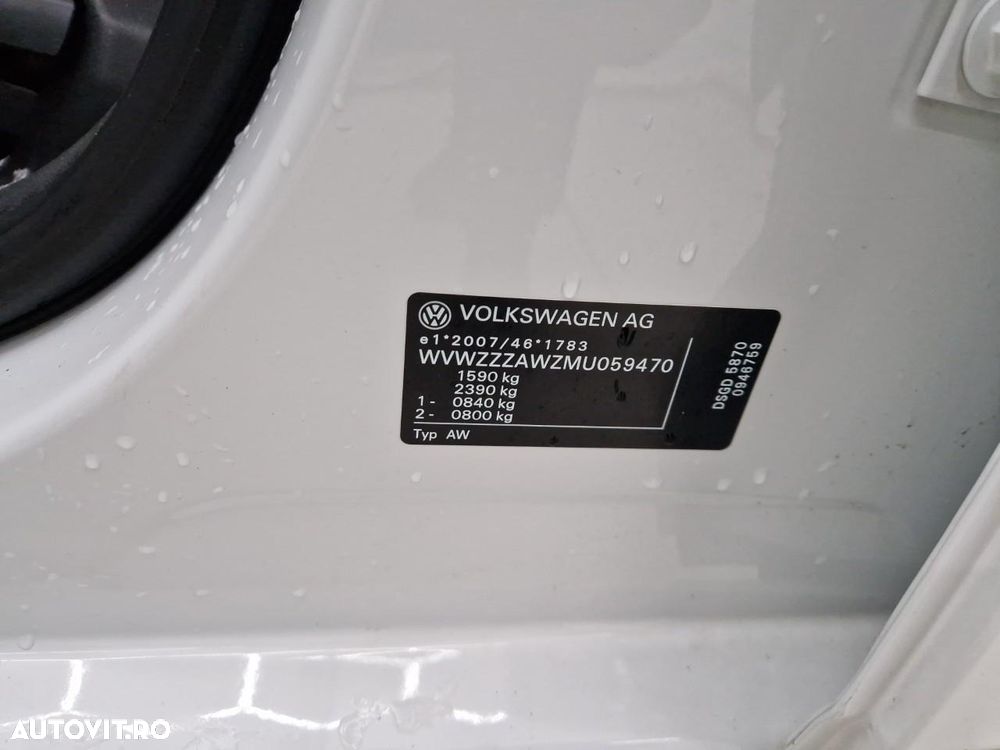 VOLKSWAGEN AG
e1*2007/46*1783
WVWZZZAWZMU059470
1590 kg
2390 kg
1 - 0840 kg
2 - 0800 kg
Typ AW
DSGD 5870
0946759
AUTOVIT.RO